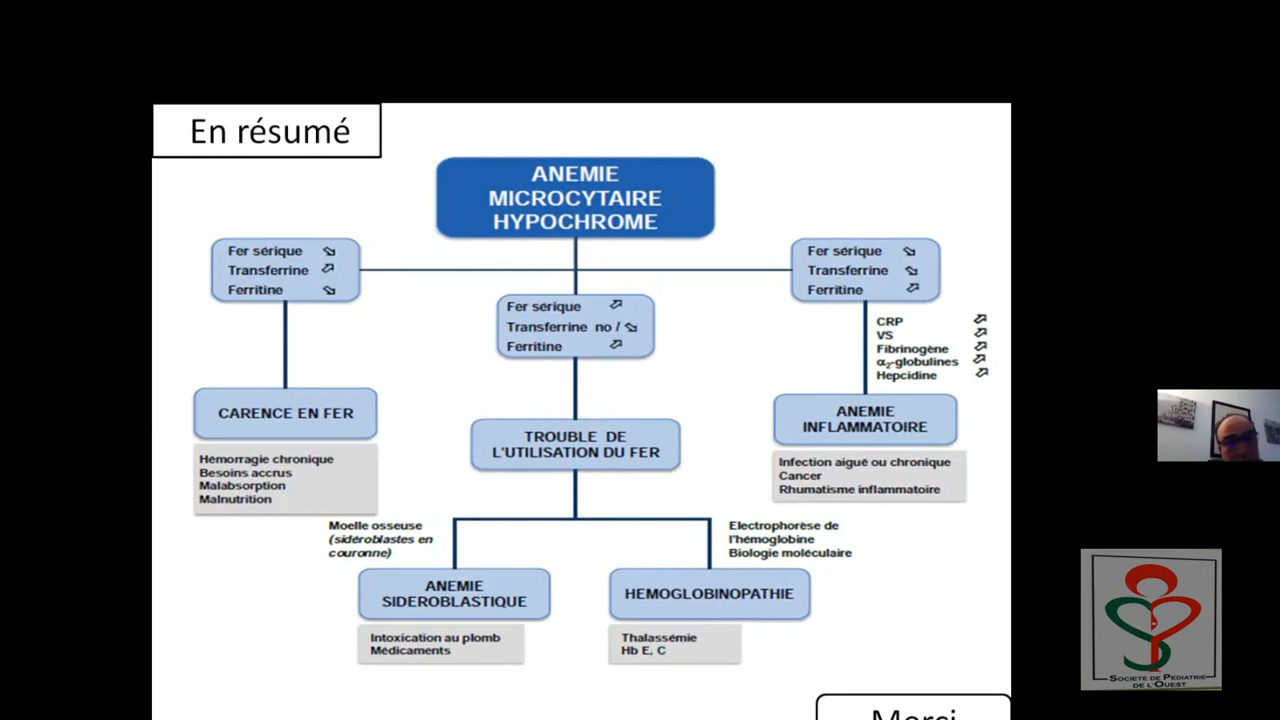 En résumé
ANEMIE
MICROCYTAIRE
HYPOCHROME
Fer sérique ⬂
Transferrine ⬀
Ferritine ⬂
Fer sérique ⬀
Transferrine no / ⬂
Ferritine ⬀
Fer sérique ⬂
Transferrine ⬂
Ferritine ⬀
CRP ⬀
VS ⬀
Fibrinogène ⬀
α₂-globulines ⬀
Hepcidine ⬀
CARENCE EN FER
Hémorragie chronique
Besoins accrus
Malabsorption
Malnutrition
TROUBLE DE
L'UTILISATION DU FER
ANEMIE
INFLAMMATOIRE
Infection aiguë ou chronique
Cancer
Rhumatisme inflammatoire
Moelle osseuse
(sidéroblastes en
couronne)
Electrophorèse de
l'hémoglobine
Biologie moléculaire
ANEMIE
SIDEROBLASTIQUE
Intoxication au plomb
Médicaments
HEMOGLOBINOPATHIE
Thalassémie
Hb E, C
Merci
SOCIETE DE PEDIATRIE
DE L'OUEST